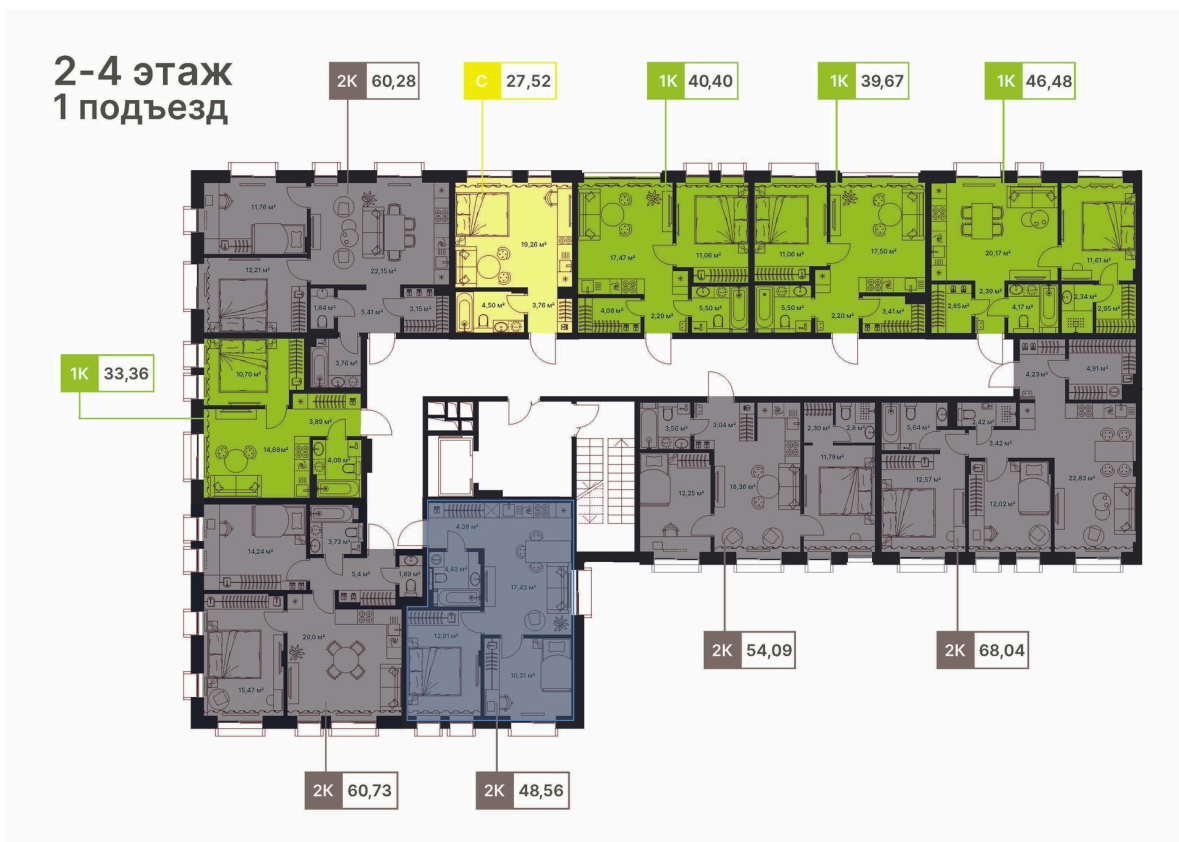 2-4 этаж
1 подъезд
2К 60,28
С 27,52
1К 40,40
1К 39,67
1К 46,48
11,76 м²
12,21 м²
22,15 м²
1,64 м²
5,41 м²
3,15 м²
3,76 м²
19,26 м²
4,50 м²
3,76 м²
17,47 м²
11,06 м²
4,08 м²
2,29 м²
5,50 м²
11,06 м²
17,50 м²
5,50 м²
2,20 м²
3,41 м²
20,17 м²
11,61 м²
2,85 м²
2,39 м²
4,17 м²
2,34 м²
2,95 м²
1К 33,36
10,70 м²
3,89 м²
14,68 м²
4,09 м²
4,23 м²
4,91 м²
3,56 м²
3,04 м²
2,30 м²
2,8 м²
5,64 м²
2,42 м²
3,42 м²
12,25 м²
18,36 м²
11,78 м²
12,57 м²
12,02 м²
22,83 м²
14,24 м²
3,73 м²
5,4 м²
1,89 м²
4,38 м²
4,43 м²
17,43 м²
15,47 м²
20,0 м²
12,01 м²
10,31 м²
2К 54,09
2К 68,04
2К 60,73
2К 48,56